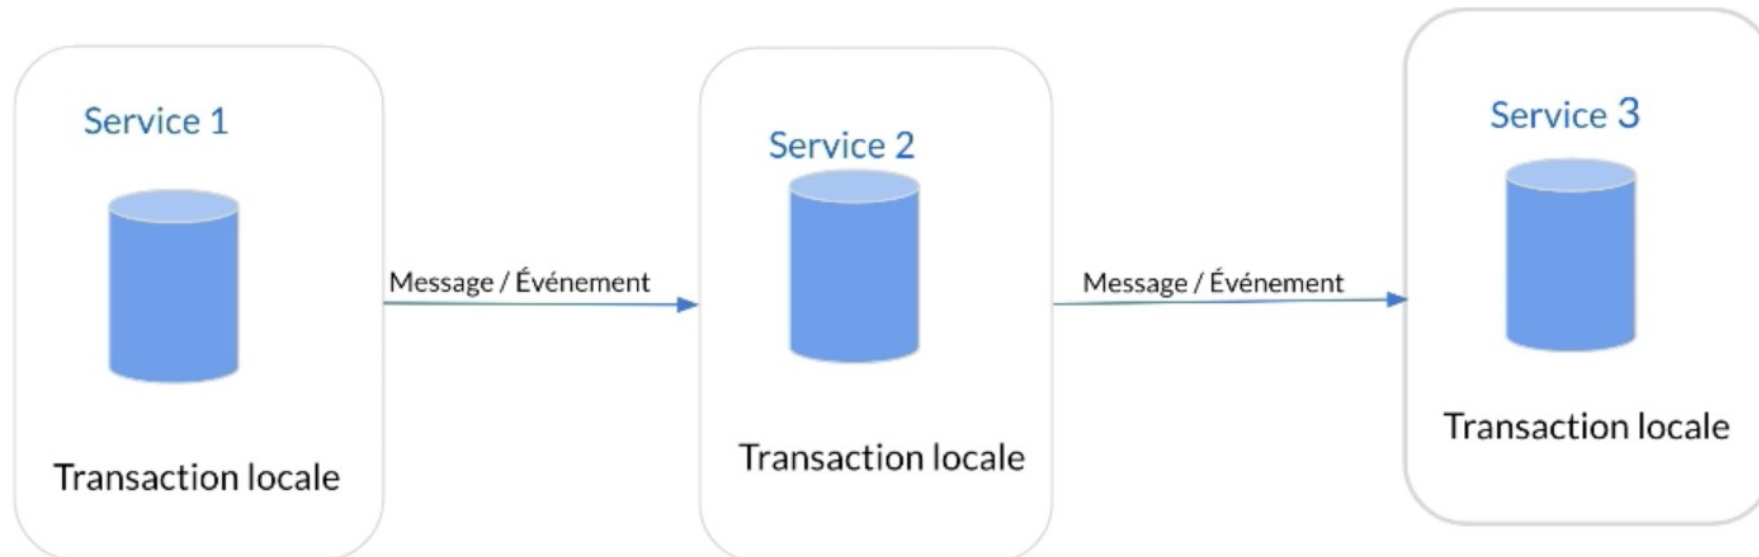 Service 1
Transaction locale
Message / Événement
Service 2
Transaction locale
Message / Événement
Service 3
Transaction locale